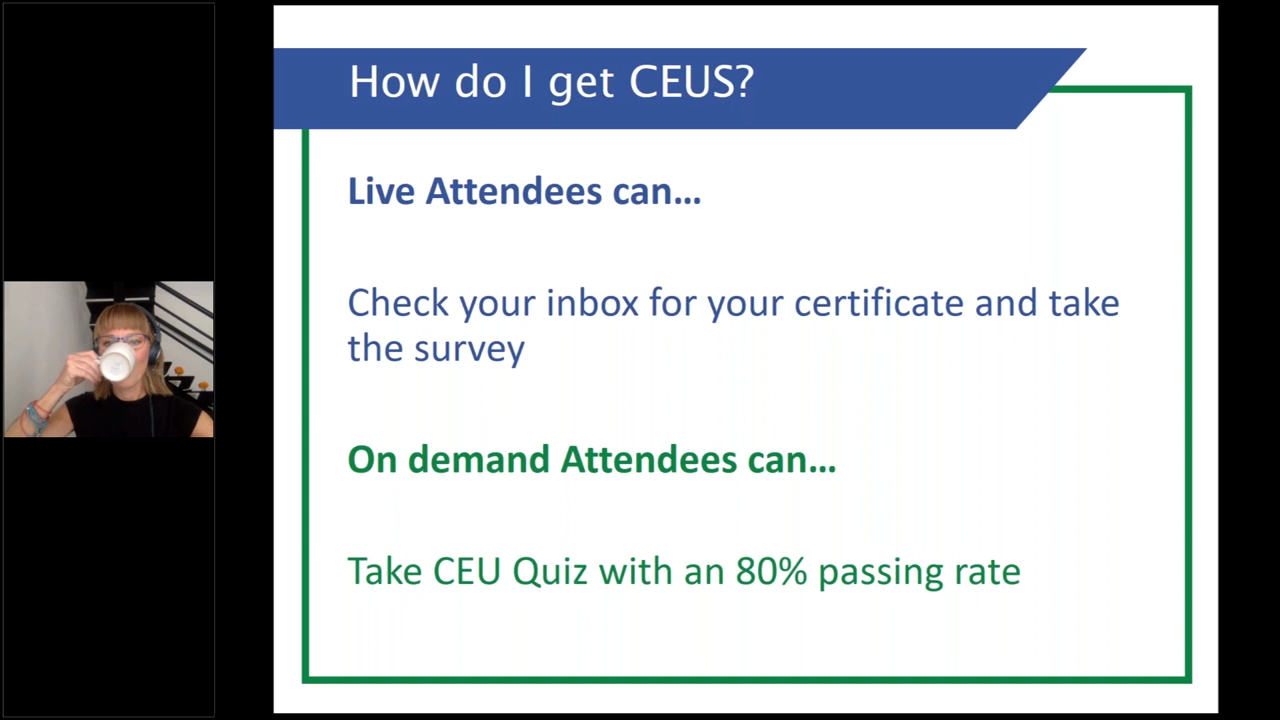 How do I get CEUS?
Live Attendees can...
Check your inbox for your certificate and take
the survey
On demand Attendees can...
Take CEU Quiz with an 80% passing rate